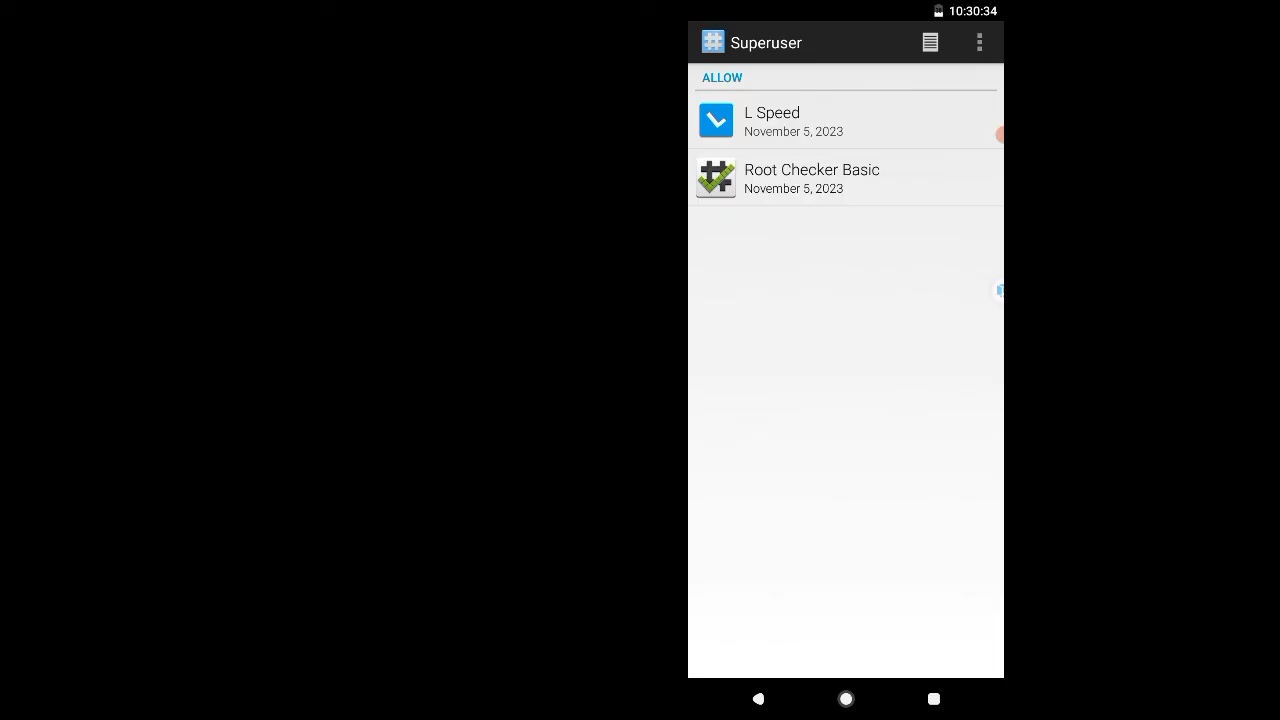 10:30:34
Superuser
ALLOW
L Speed
November 5, 2023
Root Checker Basic
November 5, 2023